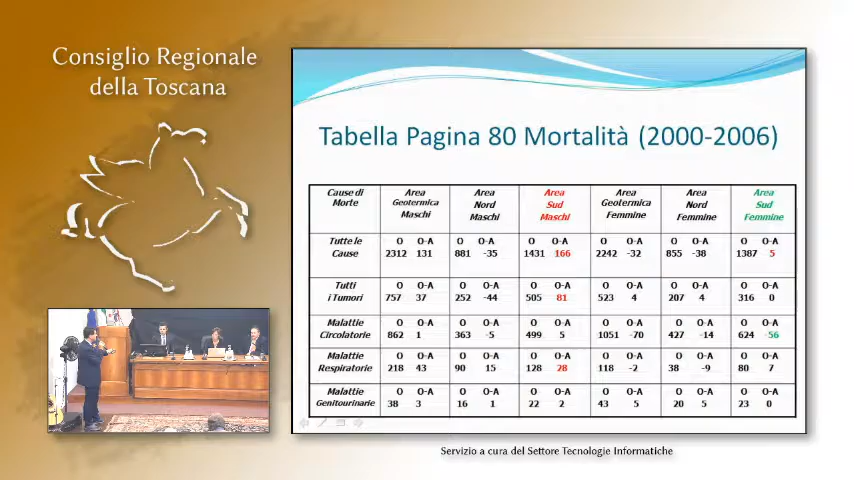 Consiglio Regionale
della Toscana
Tabella Pagina 80 Mortalità (2000-2006)
Cause di Morte Area Geotermica Maschi Area Nord Maschi Area Sud Maschi Area Geotermica Femmine Area Nord Femmine Area Sud Femmine
Tutte le O O-A O O-A O O-A O O-A O O-A O O-A
Cause 2312 131 881 -35 1431 166 2242 -32 855 -38 1387 5
Tutti O O-A O O-A O O-A O O-A O O-A O O-A
i Tumori 757 37 252 -44 505 81 523 4 207 4 316 0
Malattie O O-A O O-A O O-A O O-A O O-A O O-A
Circolatorie 862 1 363 -5 499 5 1051 -70 427 -14 624 -56
Malattie O O-A O O-A O O-A O O-A O O-A O O-A
Respiratorie 218 43 90 15 128 28 118 -2 38 -9 80 7
Malattie O O-A O O-A O O-A O O-A O O-A O O-A
Genitourinarie 38 3 16 1 22 2 43 5 20 5 23 0
Servizio a cura del Settore Tecnologie Informatiche